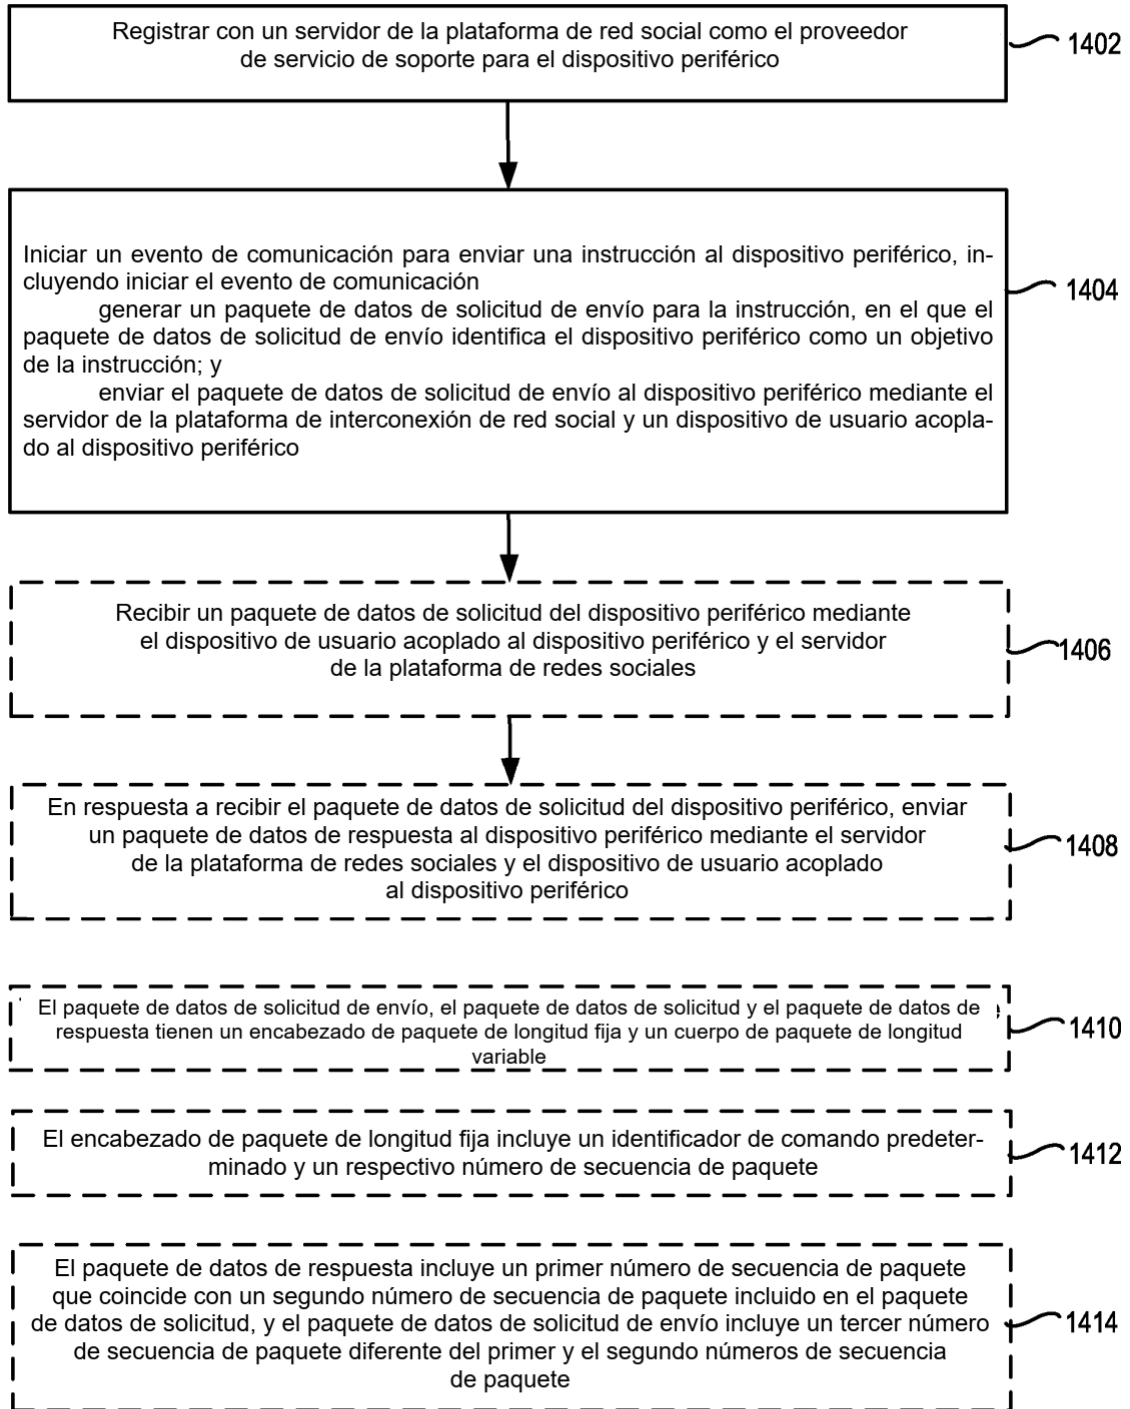 Registrar con un servidor de la plataforma de red social como el proveedor
de servicio de soporte para el dispositivo periférico
1402
Iniciar un evento de comunicación para enviar una instrucción al dispositivo periférico, in-
cluyendo iniciar el evento de comunicación
generar un paquete de datos de solicitud de envío para la instrucción, en el que el
paquete de datos de solicitud de envío identifica el dispositivo periférico como un objetivo
de la instrucción; y
enviar el paquete de datos de solicitud de envío al dispositivo periférico mediante el
servidor de la plataforma de interconexión de red social y un dispositivo de usuario acopla-
do al dispositivo periférico
1404
Recibir un paquete de datos de solicitud del dispositivo periférico mediante
el dispositivo de usuario acoplado al dispositivo periférico y el servidor
de la plataforma de redes sociales
1406
En respuesta a recibir el paquete de datos de solicitud del dispositivo periférico, enviar
un paquete de datos de respuesta al dispositivo periférico mediante el servidor
de la plataforma de redes sociales y el dispositivo de usuario acoplado
al dispositivo periférico
1408
El paquete de datos de solicitud de envío, el paquete de datos de solicitud y el paquete de datos de
respuesta tienen un encabezado de paquete de longitud fija y un cuerpo de paquete de longitud
variable
1410
El encabezado de paquete de longitud fija incluye un identificador de comando predeter-
minado y un respectivo número de secuencia de paquete
1412
El paquete de datos de respuesta incluye un primer número de secuencia de paquete
que coincide con un segundo número de secuencia de paquete incluido en el paquete
de datos de solicitud, y el paquete de datos de solicitud de envío incluye un tercer número
de secuencia de paquete diferente del primer y el segundo números de secuencia
de paquete
1414